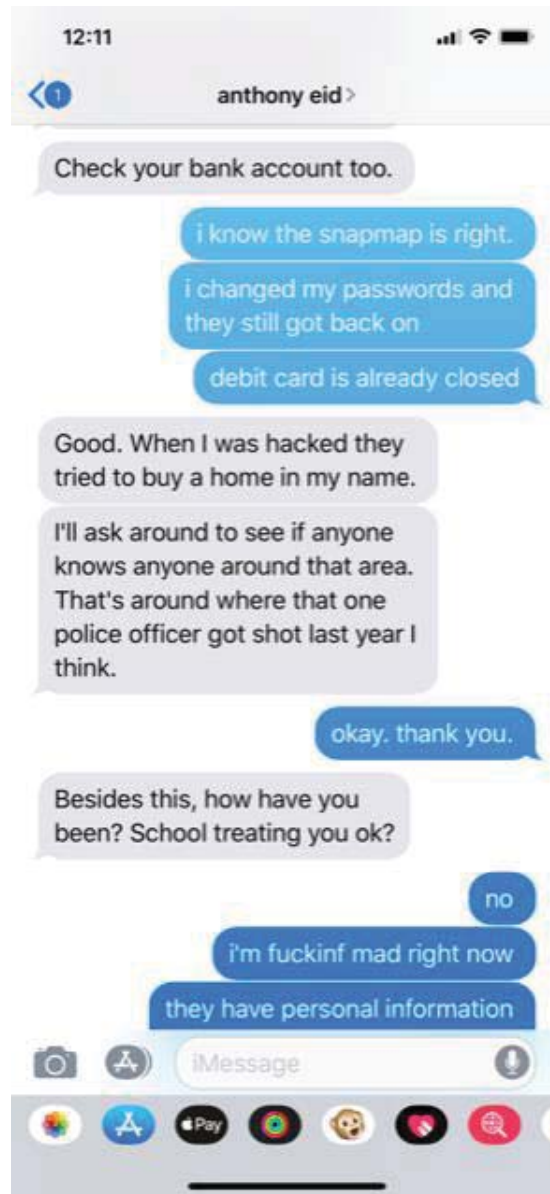 12:11
1
anthony eid
Check your bank account too.
i know the snapmap is right.
i changed my passwords and
they still got back on
debit card is already closed
Good. When I was hacked they
tried to buy a home in my name.
I'll ask around to see if anyone
knows anyone around that area.
That's around where that one
police officer got shot last year I
think.
okay. thank you.
Besides this, how have you
been? School treating you ok?
no
i'm fuckinf mad right now
they have personal information
iMessage
Pay